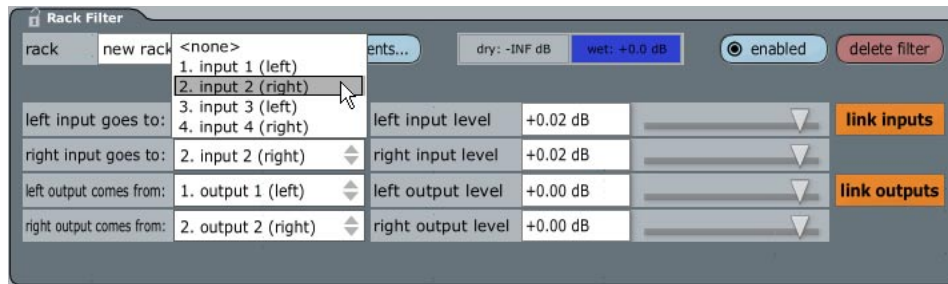 Rack Filter
rack new rack ents... dry: -INF dB wet: +0.0 dB enabled delete filter
<none>
1. input 1 (left)
2. input 2 (right)
3. input 3 (left)
4. input 4 (right)
left input goes to: left input level +0.02 dB link inputs
right input goes to: 2. input 2 (right) right input level +0.02 dB
left output comes from: 1. output 1 (left) left output level +0.00 dB link outputs
right output comes from: 2. output 2 (right) right output level +0.00 dB